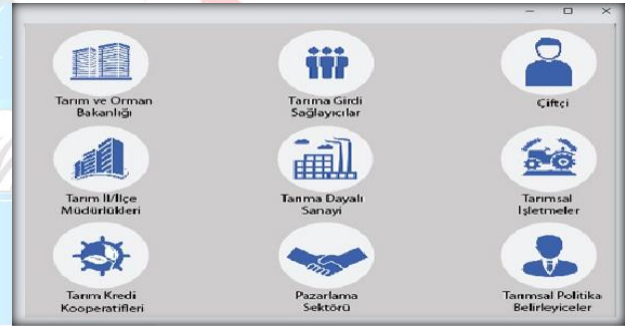 Tarım ve Orman
Bakanlığı
Tarıma Girdi
Sağlayıcılar
Çiftçi
Tarım İl/İlçe
Müdürlükleri
Tarıma Dayalı
Sanayi
Tarımsal
İşletmeler
Tarım Kredi
Kooperatifleri
Pazarlama
Sektörü
Tarımsal Politika
Belirleyiceler